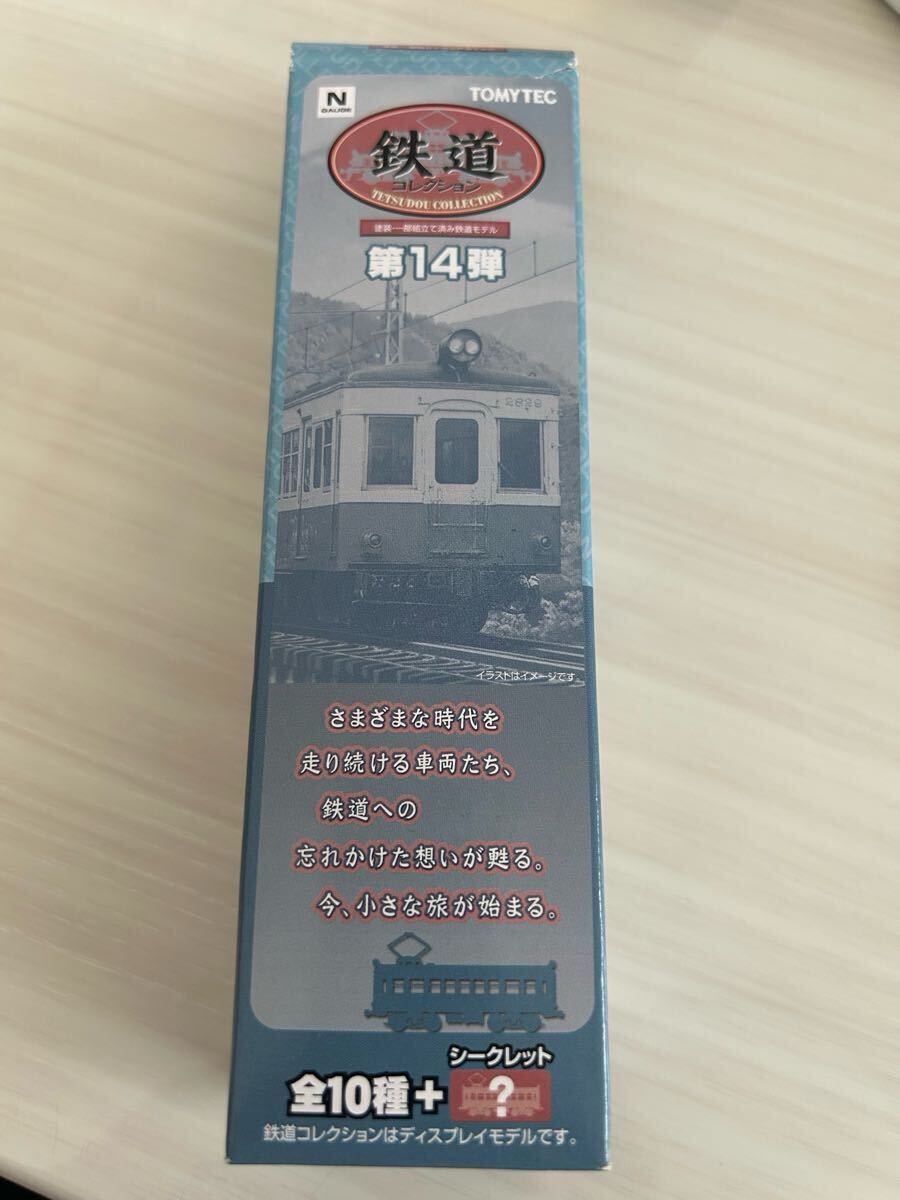 N
GAUGE
TOMYTEC
鉄道
コレクション
TETSUDOU COLLECTION
塗装・一部組立て済み鉄道モデル
第14弾
2829
イラストはイメージです。
さまざまな時代を
走り続ける車両たち、
鉄道への
忘れかけた想いが甦る。
今、小さな旅が始まる。
シークレット
全10種+?
鉄道コレクションはディスプレイモデルです。